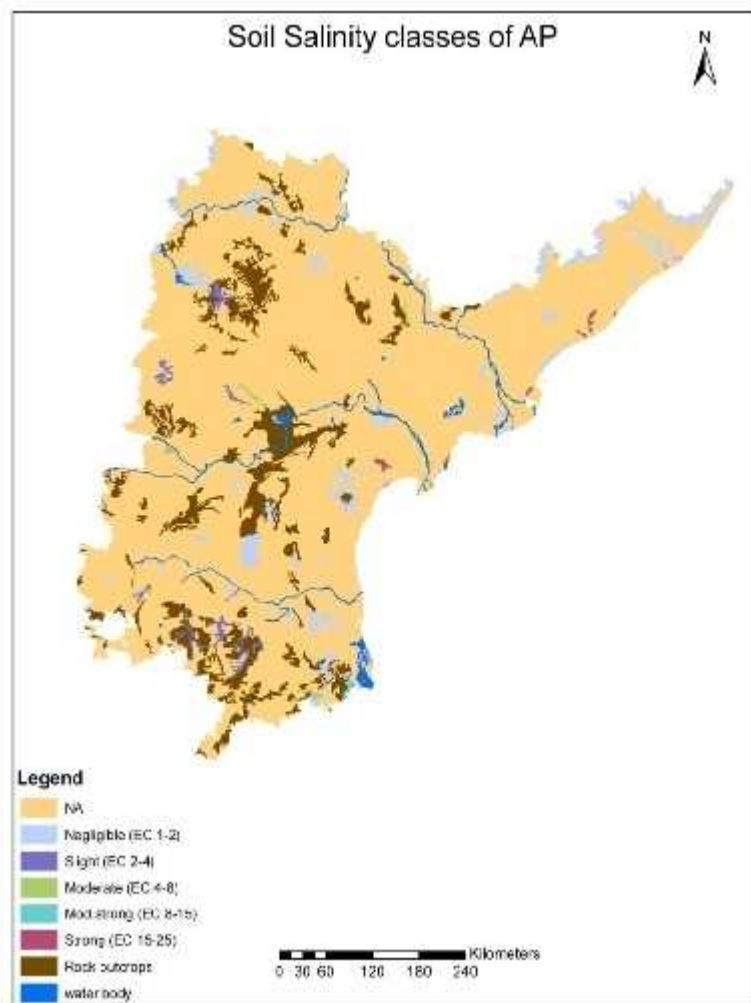 Soil Salinity classes of AP
N
Legend
NA
Negligible (EC 1-2)
Slight (EC 2-4)
Moderate (EC 4-8)
Mod.strong (EC 8-15)
Strong (EC 15-25)
Rock outcrops
water body
Kilometers
0 30 60 120 180 240